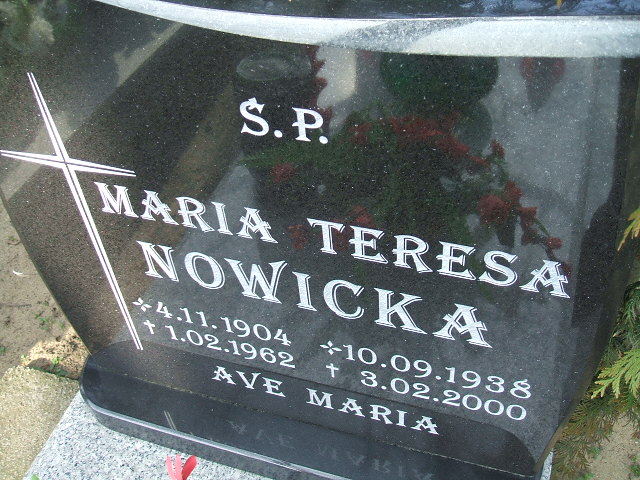 Ś.P.
MARIA TERESA
NOWICKA
4.11.1904 10.09.1938
† 1.02.1962 † 3.02.2000
AVE MARIA